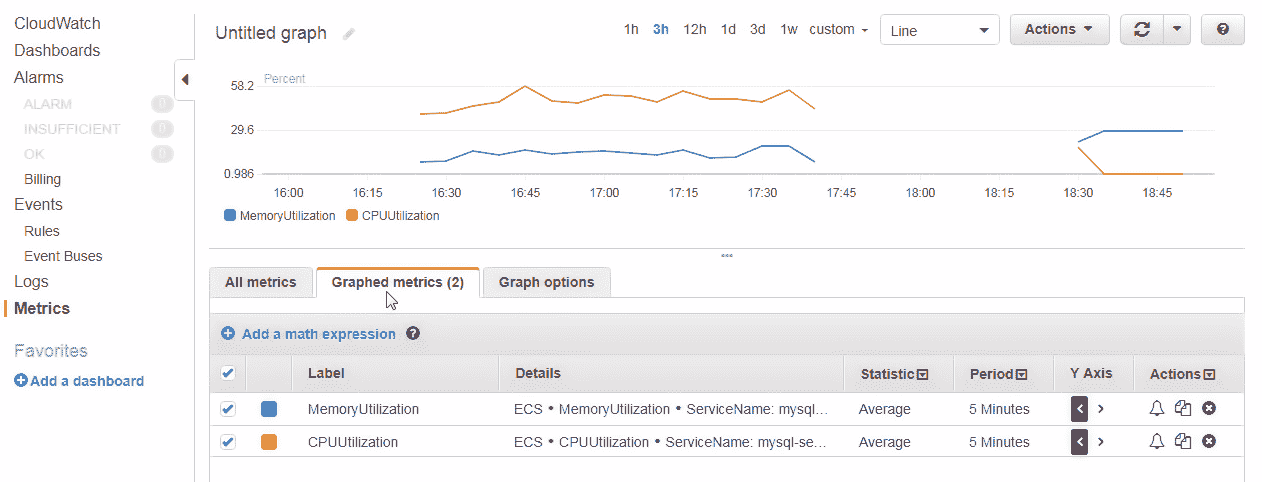 CloudWatch
Dashboards
Alarms
ALARM 0
INSUFFICIENT 0
OK 0
Billing
Events
Rules
Event Buses
Logs
Metrics
Favorites
Add a dashboard
Untitled graph
1h 3h 12h 1d 3d 1w custom
Line
Actions
?
Percent
58.2
29.6
0.986
16:00 16:15 16:30 16:45 17:00 17:15 17:30 17:45 18:00 18:15 18:30 18:45
MemoryUtilization CPUUtilization
All metrics Graphed metrics (2) Graph options
Add a math expression ?
Label Details Statistic Period Y Axis Actions
MemoryUtilization ECS • MemoryUtilization • ServiceName: mysql... Average 5 Minutes < >
CPUUtilization ECS • CPUUtilization • ServiceName: mysql-se... Average 5 Minutes < >